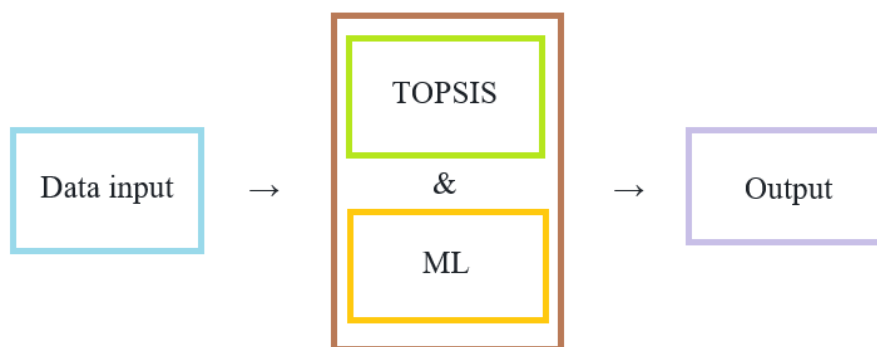 Data input
→
TOPSIS
&
ML
→
Output